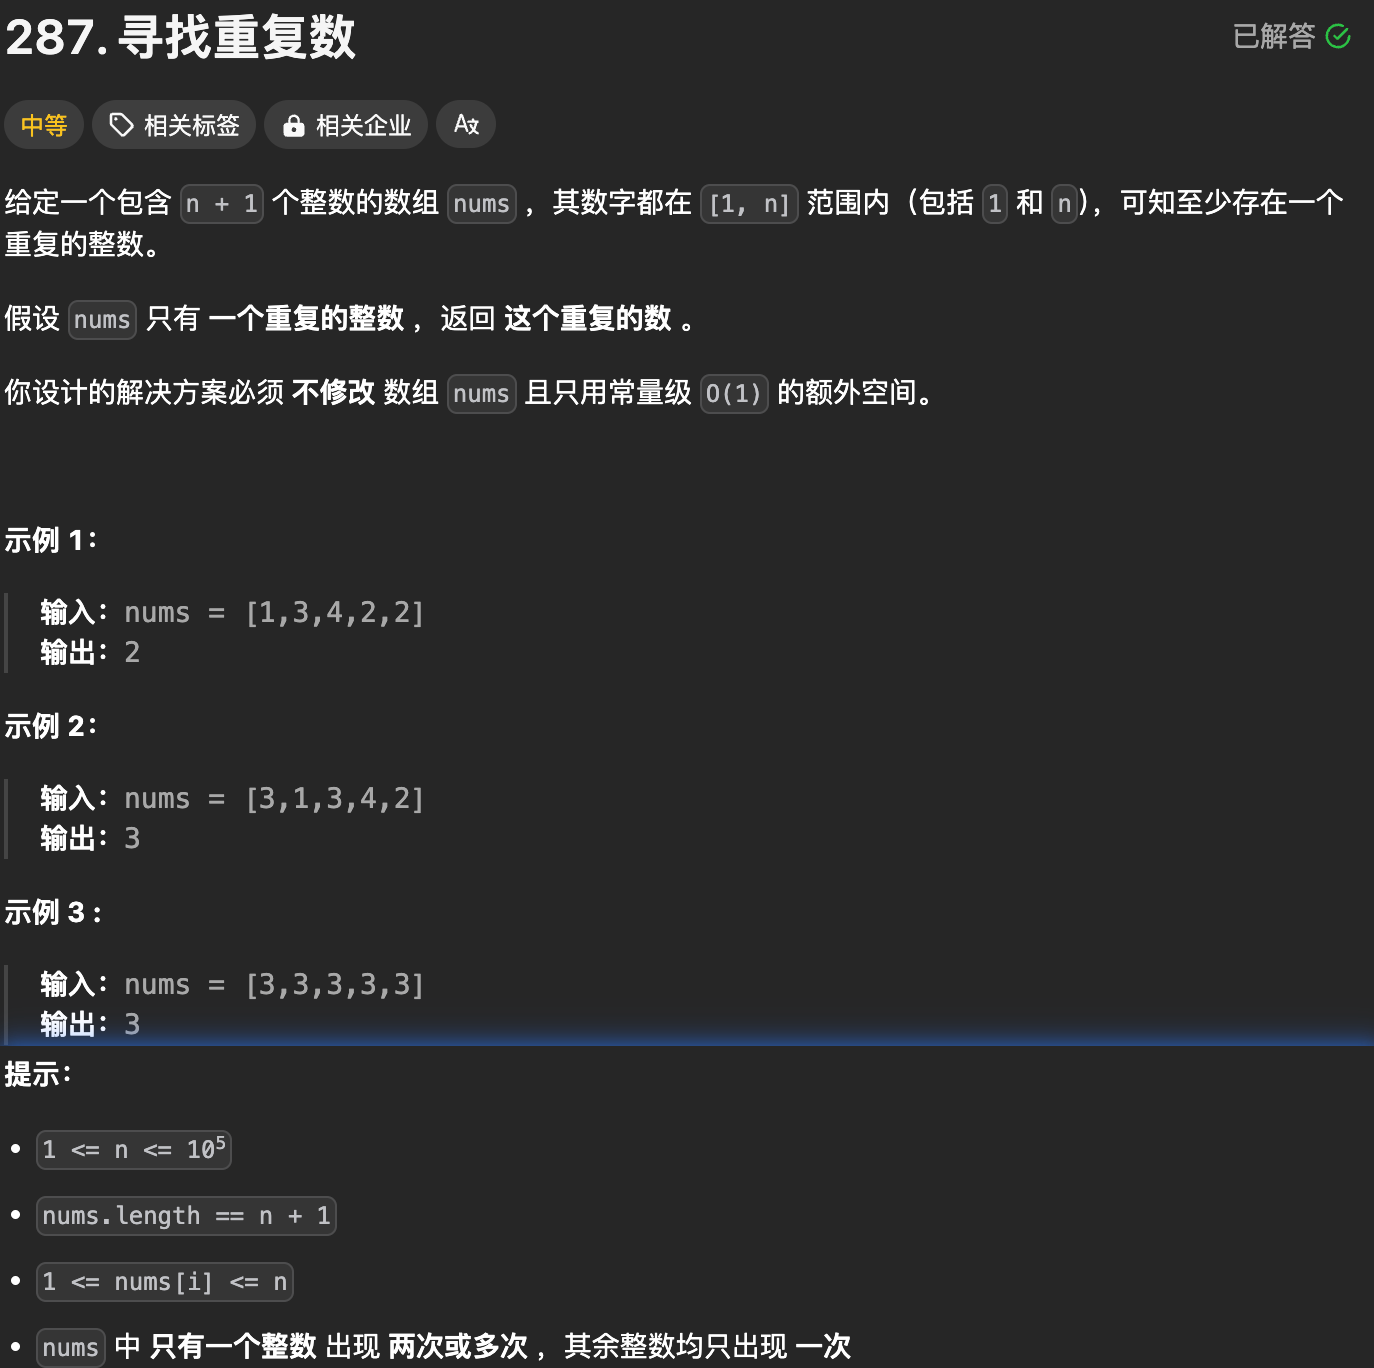 287. 寻找重复数
已解答
中等
相关标签
相关企业
给定一个包含 n + 1 个整数的数组 nums ，其数字都在 [1, n] 范围内（包括 1 和 n），可知至少存在一个
重复的整数。
假设 nums 只有 一个重复的整数 ，返回 这个重复的数 。
你设计的解决方案必须 不修改 数组 nums 且只用常量级 O(1) 的额外空间。
示例 1：
输入：nums = [1,3,4,2,2]
输出：2
示例 2：
输入：nums = [3,1,3,4,2]
输出：3
示例 3 :
输入：nums = [3,3,3,3,3]
输出：3
提示：
1 <= n <= 10⁵
nums.length == n + 1
1 <= nums[i] <= n
nums 中 只有一个整数 出现 两次或多次 ，其余整数均只出现 一次